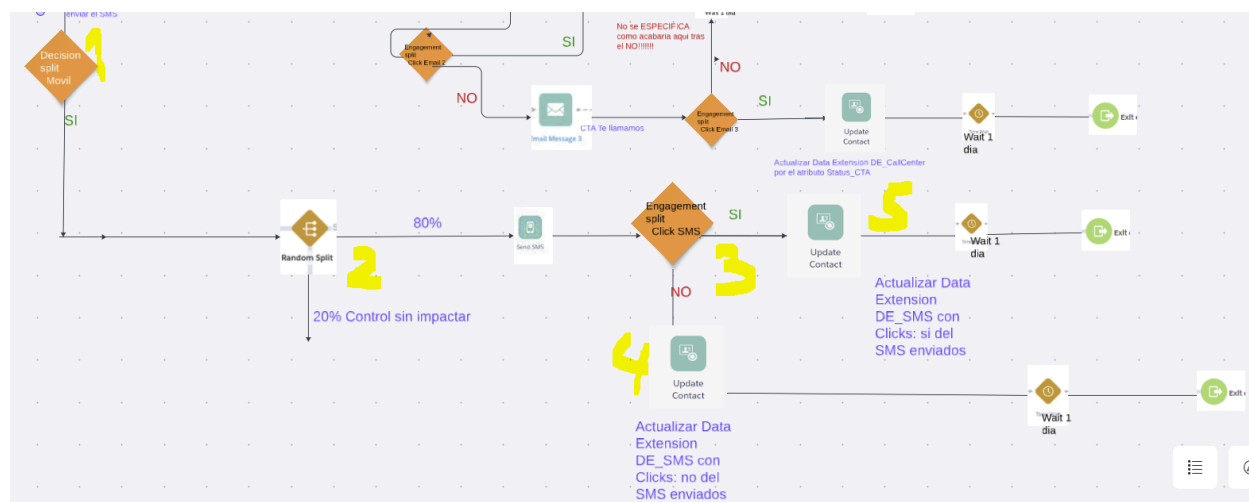 enviar el SMS
Decision
split
Movil
1
SI
Engagement
split
Click Email 2
SI
NO
Email Message 3
CTA Te llamamos
No se ESPECIFICA
como acabaria aqui tras
el NO!!!!!!!
Wait 1 dia
NO
Engagement
split
Click Email 3
SI
Update
Contact
Actualizar Data Extensión DE_CallCenter
por el atributo Status_CTA
Wait 1
dia
Exit
Random Split
2
80%
20% Control sin impactar
Send SMS
Engagement
split
Click SMS
3
SI
Update
Contact
5
Actualizar Data
Extension
DE_SMS con
Clicks: si del
SMS enviados
Wait 1
dia
Exit
NO
4
Update
Contact
Actualizar Data
Extension
DE_SMS con
Clicks: no del
SMS enviados
Wait 1
dia
Exit